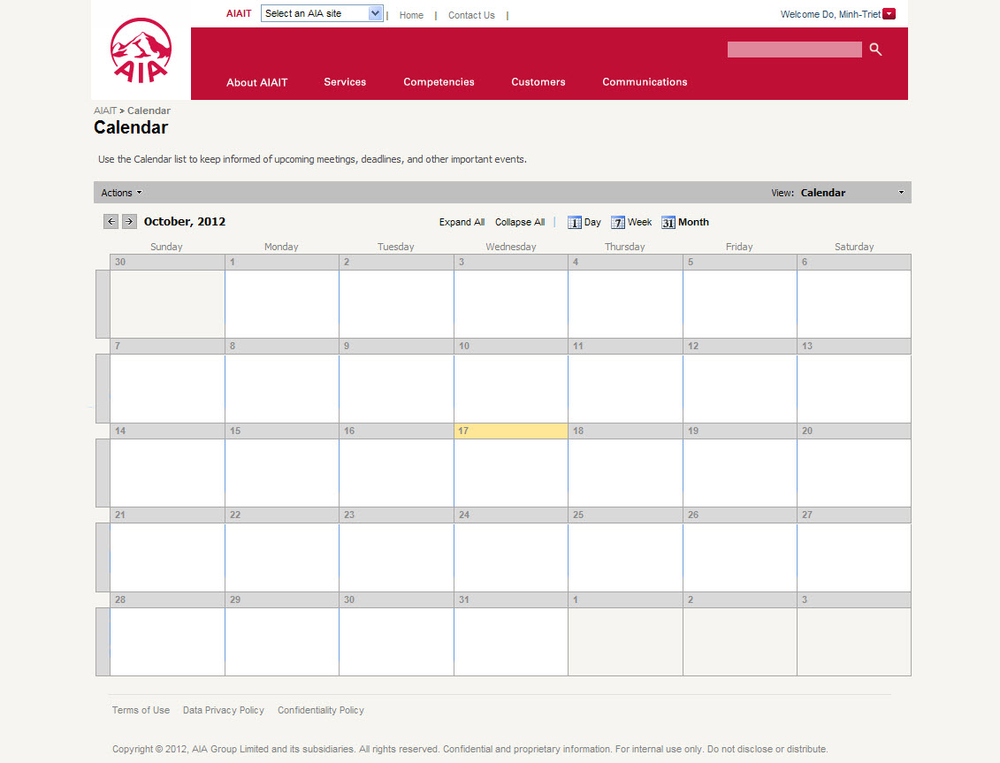 AIAIT Select an AIA site | Home | Contact Us | Welcome Do, Minh-Triet
AIA
About AIAIT Services Competencies Customers Communications
AIAIT > Calendar
Calendar
Use the Calendar list to keep informed of upcoming meetings, deadlines, and other important events.
Actions View: Calendar
October, 2012 Expand All Collapse All | 1 Day 7 Week 31 Month
Sunday Monday Tuesday Wednesday Thursday Friday Saturday
30 1 2 3 4 5 6
7 8 9 10 11 12 13
14 15 16 17 18 19 20
21 22 23 24 25 26 27
28 29 30 31 1 2 3
Terms of Use Data Privacy Policy Confidentiality Policy
Copyright © 2012, AIA Group Limited and its subsidiaries. All rights reserved. Confidential and proprietary information. For internal use only. Do not disclose or distribute.